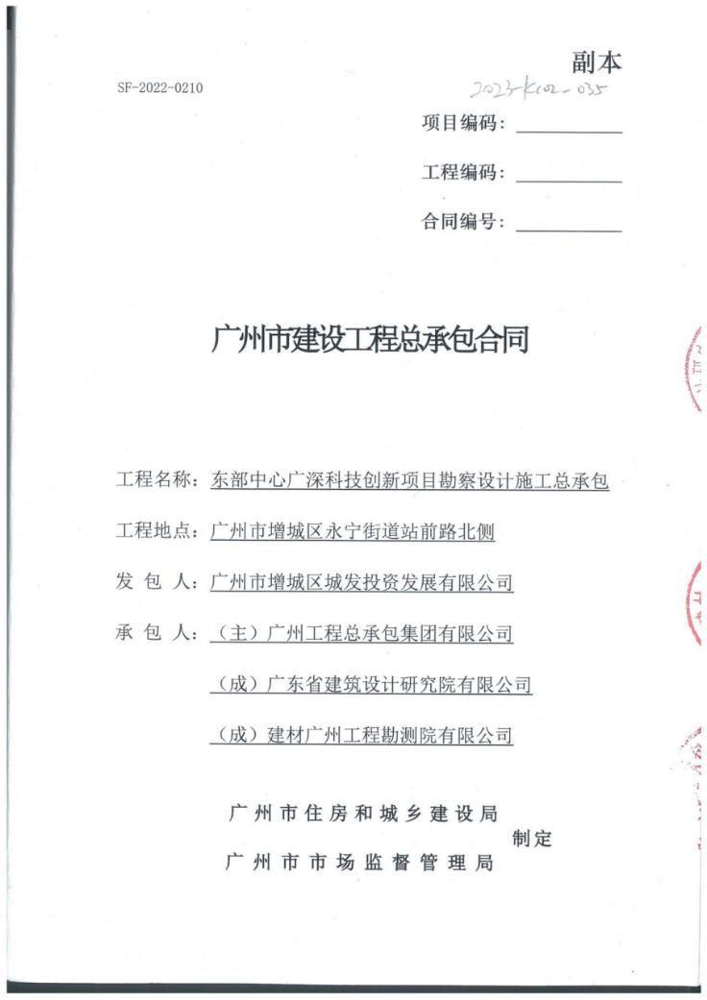 副本
SF-2022-0210
2023-K102-035
项目编码：
工程编码：
合同编号：
广州市建设工程总承包合同
工程名称：东部中心广深科技创新项目勘察设计施工总承包
工程地点：广州市增城区永宁街道站前路北侧
发 包 人：广州市增城区城发投资发展有限公司
承 包 人：（主）广州工程总承包集团有限公司
（成）广东省建筑设计研究院有限公司
（成）建材广州工程勘测院有限公司
广州市住房和城乡建设局
制定
广州市市场监督管理局